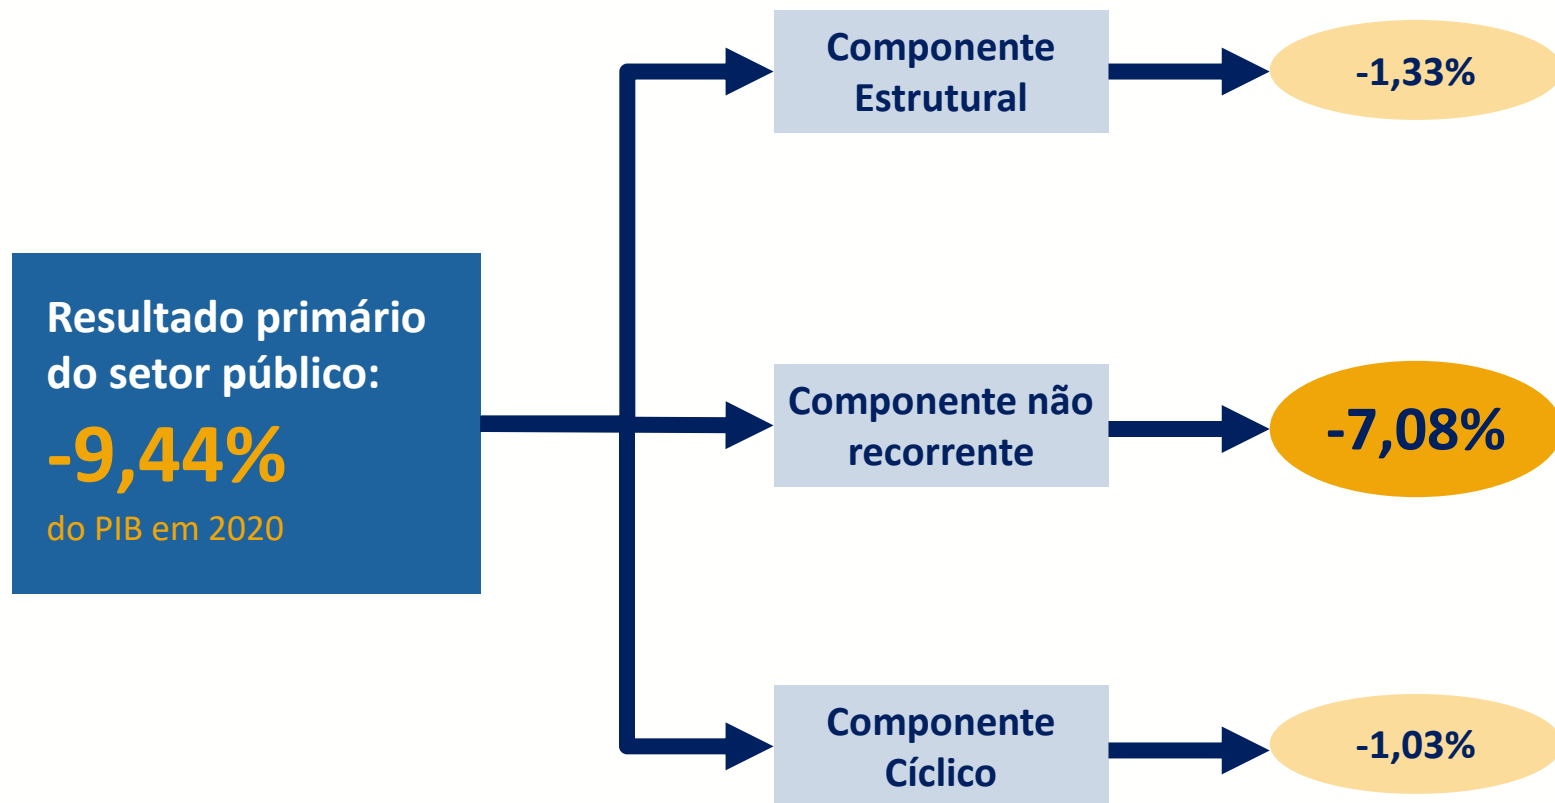 Componente
Estrutural
-1,33%
Resultado primário
do setor público:
-9,44%
do PIB em 2020
Componente não
recorrente
-7,08%
Componente
Cíclico
-1,03%